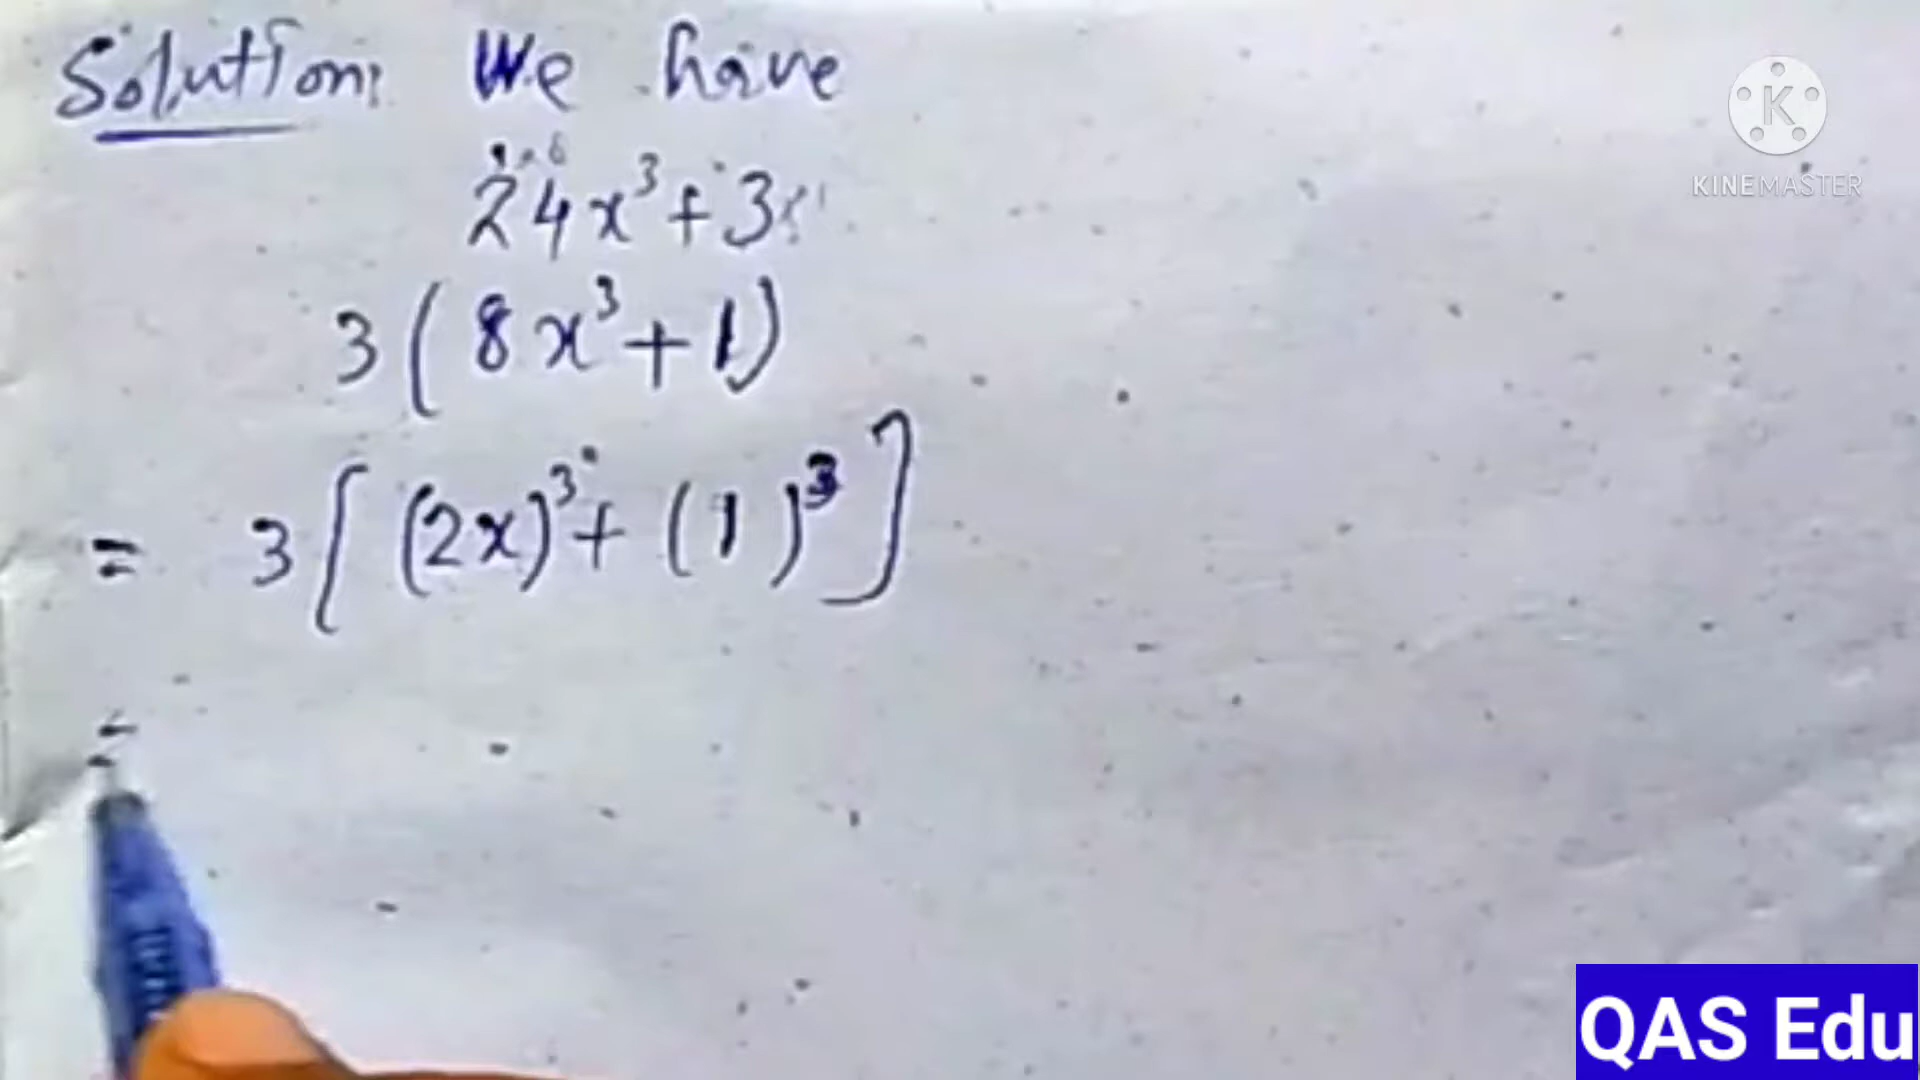 Solution: We have
24x³ + 3
3(8x³ + 1)
= 3[(2x)³ + (1)³]
=
KINEMASTER
QAS Edu